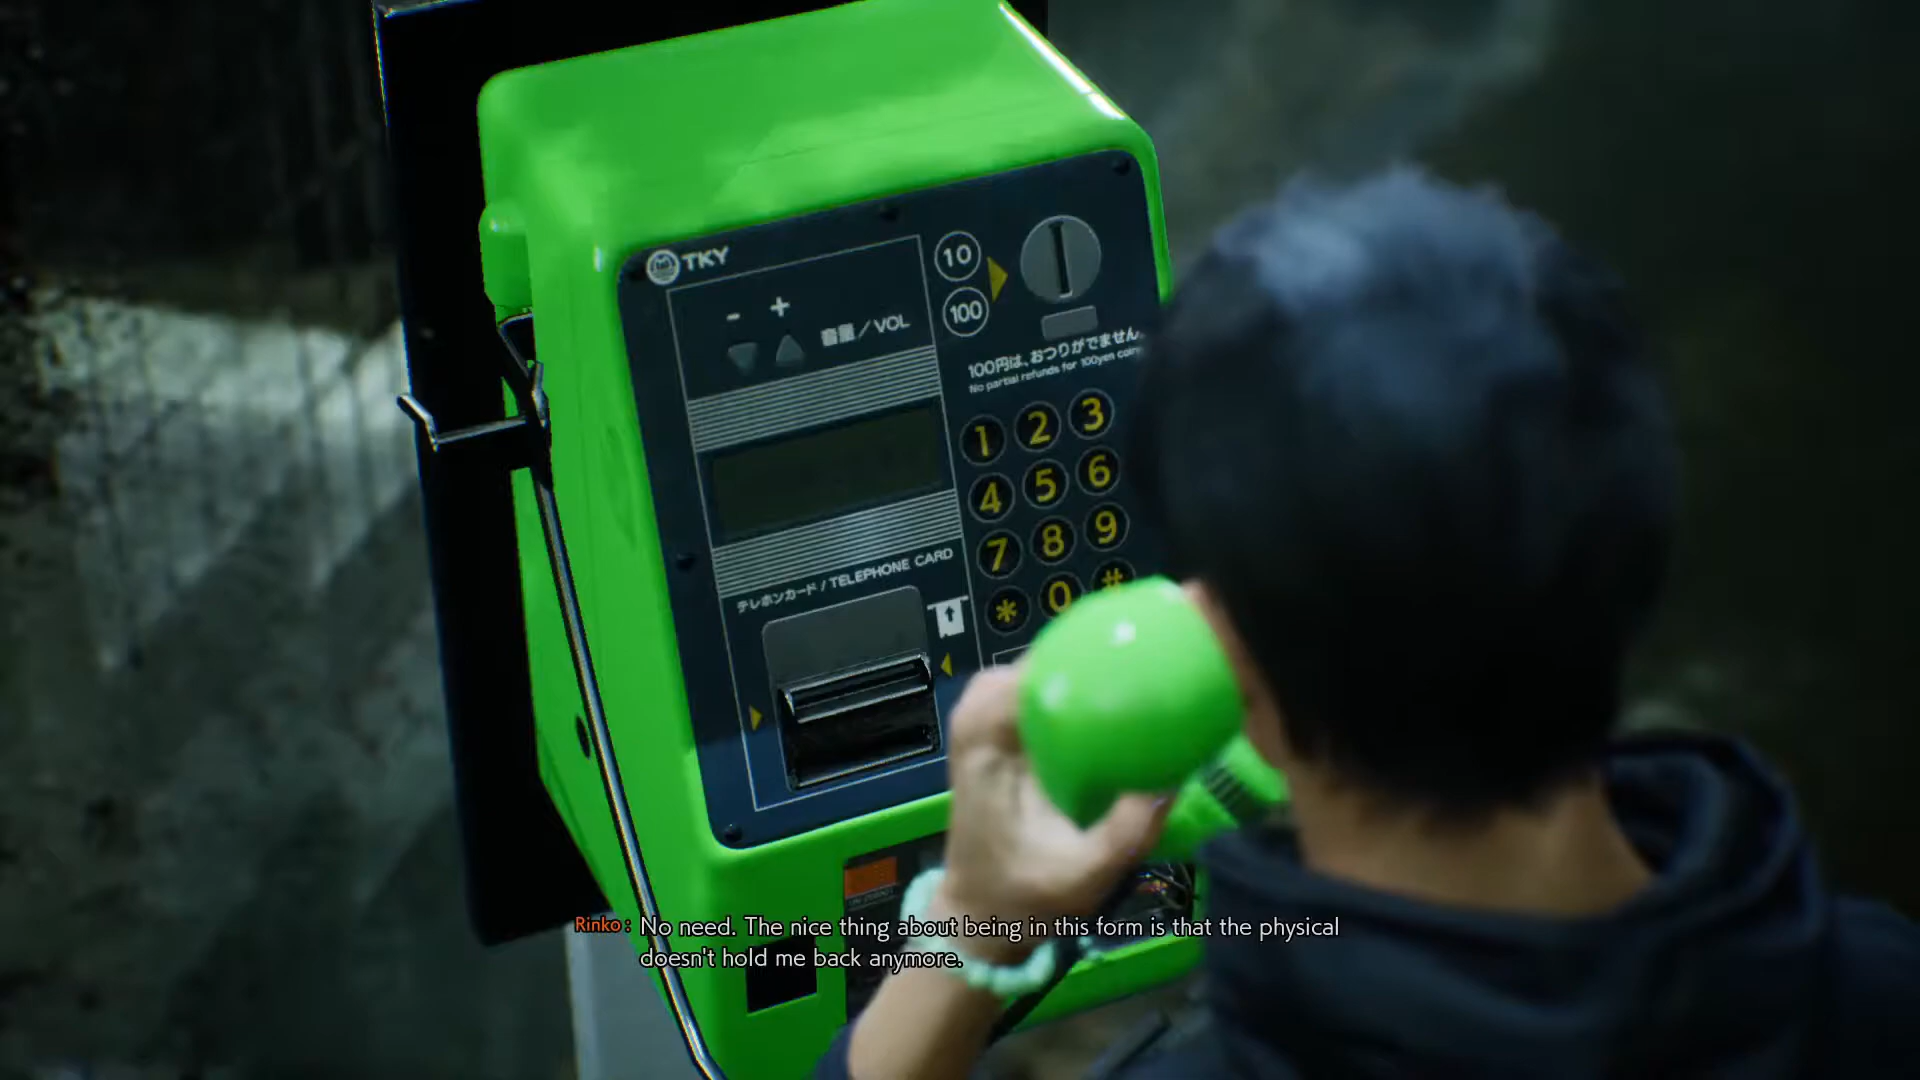 TKY
- +
音量/VOL
10
100
100円は、おつりがでません。
No partial refunds for 100yen coins
1 2 3
4 5 6
7 8 9
* 0 #
テレホンカード / TELEPHONE CARD
Rinko: No need. The nice thing about being in this form is that the physical
doesn't hold me back anymore.